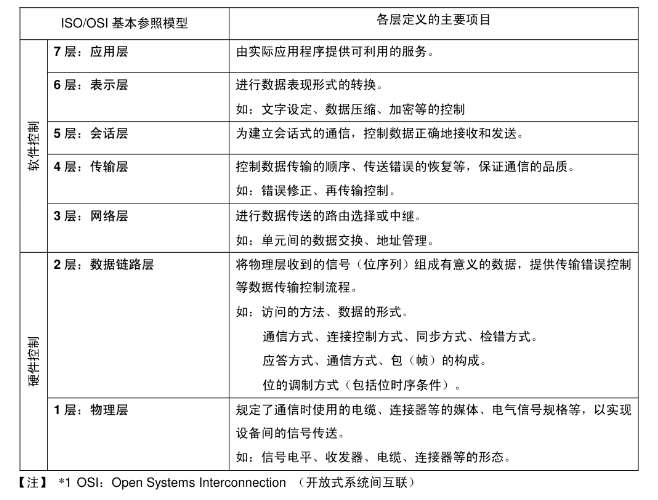 ISO/OSI 基本参照模型
各层定义的主要项目
软件控制
7 层：应用层
由实际应用程序提供可利用的服务。
6 层：表示层
进行数据表现形式的转换。
如：文字设定、数据压缩、加密等的控制
5 层：会话层
为建立会话式的通信，控制数据正确地接收和发送。
4 层：传输层
控制数据传输的顺序、传送错误的恢复等，保证通信的品质。
如：错误修正、再传输控制。
3 层：网络层
进行数据传送的路由选择或中继。
如：单元间的数据交换、地址管理。
硬件控制
2 层：数据链路层
将物理层收到的信号（位序列）组成有意义的数据，提供传输错误控制
等数据传输控制流程。
如：访问的方法、数据的形式。
通信方式、连接控制方式、同步方式、检错方式。
应答方式、通信方式、包（帧）的构成。
位的调制方式（包括位时序条件）。
1 层：物理层
规定了通信时使用的电缆、连接器等的媒体、电气信号规格等，以实现
设备间的信号传送。
如：信号电平、收发器、电缆、连接器等的形态。
【注】 *1 OSI：Open Systems Interconnection （开放式系统间互联）